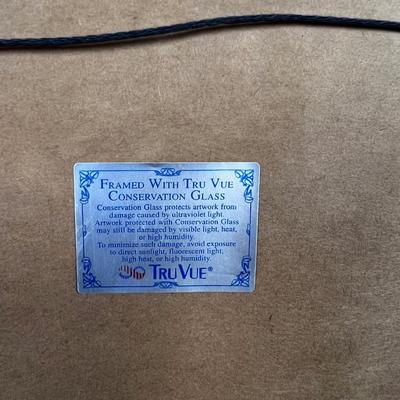 FRAMED WITH TRU VUE
CONSERVATION GLASS
Conservation Glass protects artwork from
damage caused by ultraviolet light.
Artwork protected with Conservation Glass
may still be damaged by visible light, heat,
or high humidity.
To minimize such damage, avoid exposure
to direct sunlight, fluorescent light,
high heat, or high humidity.
TRUVUE®